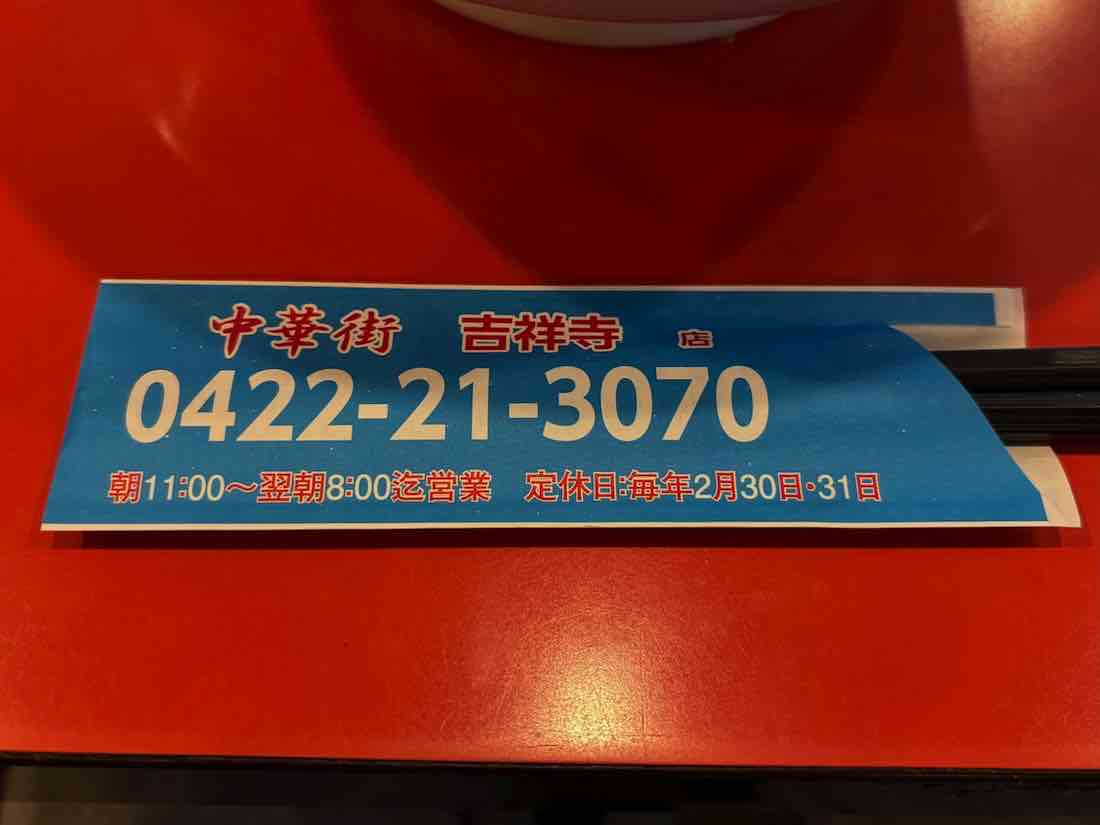 中華街 吉祥寺 店
0422-21-3070
朝11:00～翌朝8:00迄営業 定休日:毎年2月30日・31日